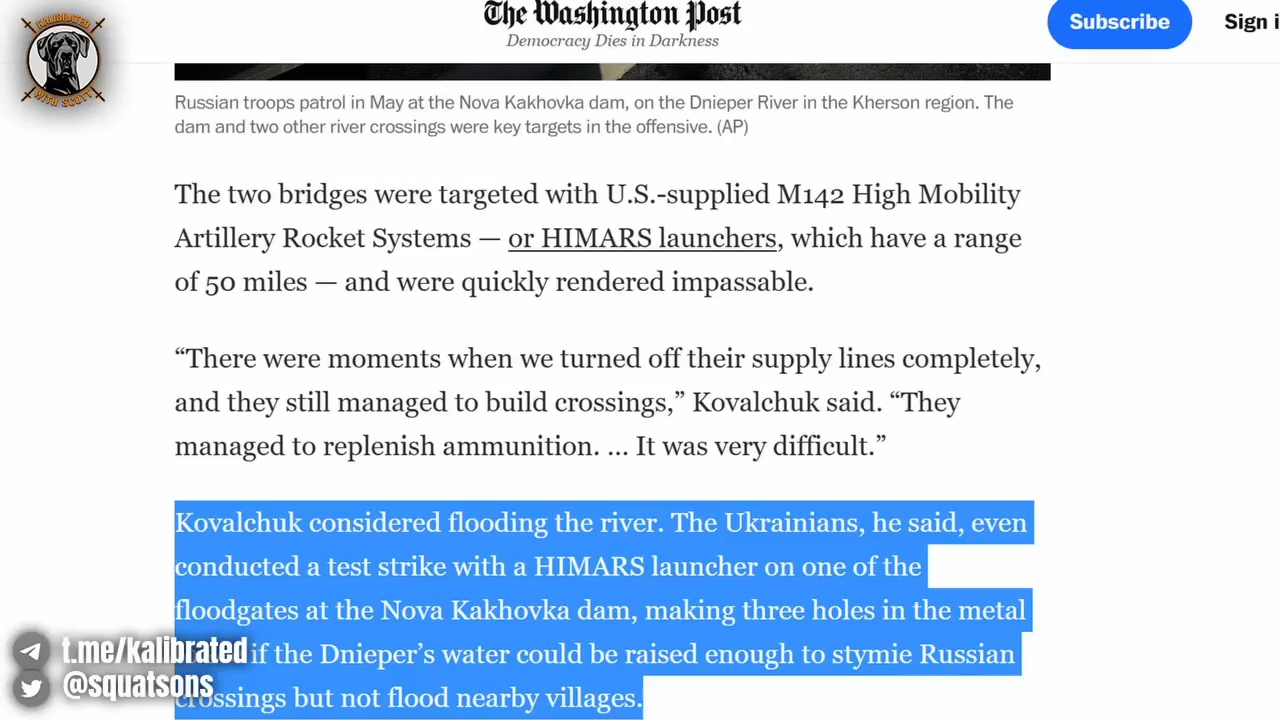 KALIBRATED
WITH SCOTT
The Washington Post
Democracy Dies in Darkness
Subscribe
Sign i
Russian troops patrol in May at the Nova Kakhovka dam, on the Dnieper River in the Kherson region. The
dam and two other river crossings were key targets in the offensive. (AP)
The two bridges were targeted with U.S.-supplied M142 High Mobility
Artillery Rocket Systems — or HIMARS launchers, which have a range
of 50 miles — and were quickly rendered impassable.
“There were moments when we turned off their supply lines completely,
and they still managed to build crossings,” Kovalchuk said. “They
managed to replenish ammunition. ... It was very difficult.”
Kovalchuk considered flooding the river. The Ukrainians, he said, even
conducted a test strike with a HIMARS launcher on one of the
floodgates at the Nova Kakhovka dam, making three holes in the metal
if the Dnieper’s water could be raised enough to stymie Russian
crossings but not flood nearby villages.
t.me/kalibrated
@squatsons